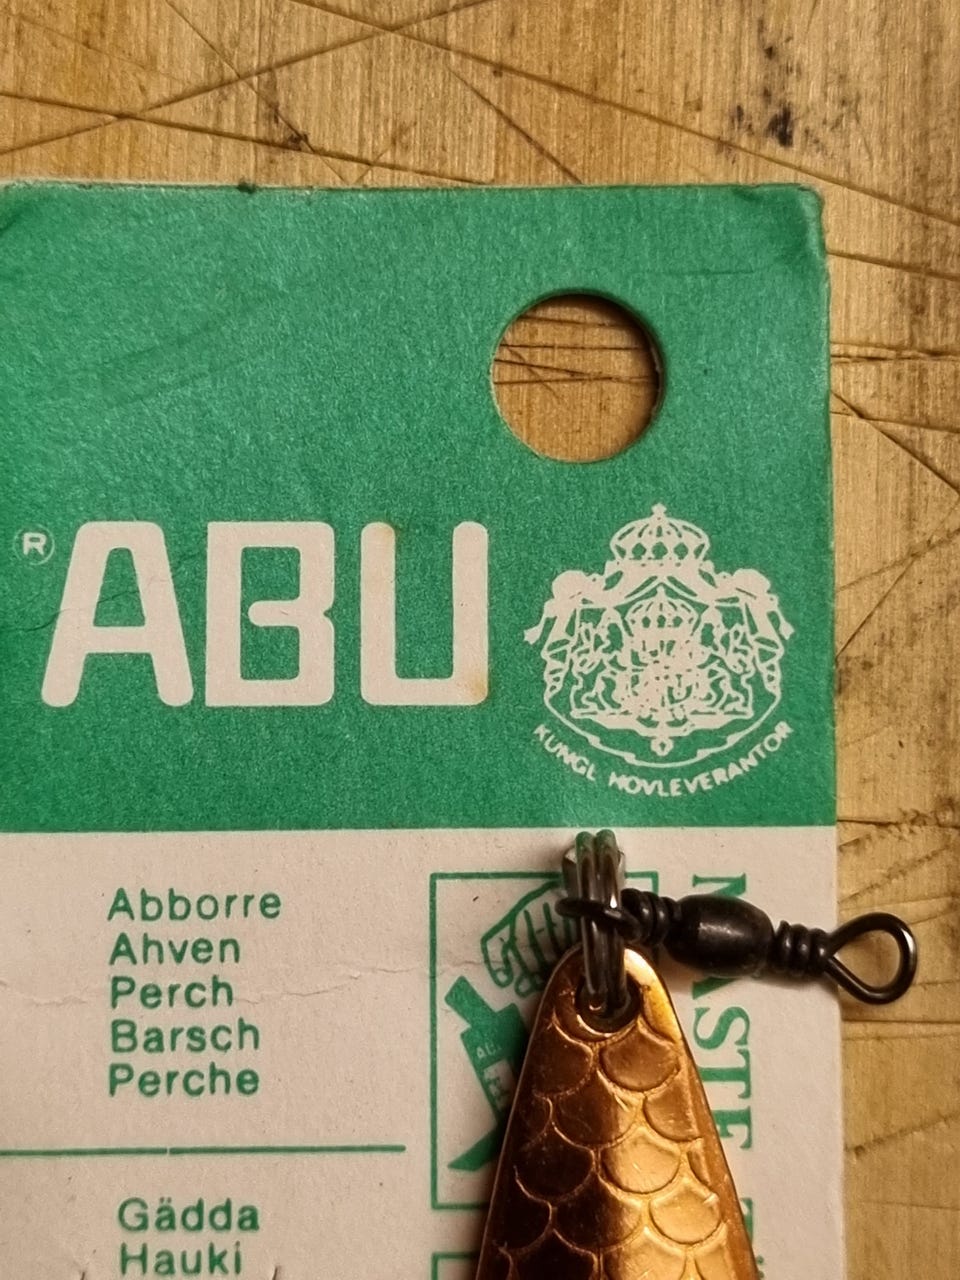 ® ABU
KUNGL HOVLEVERANTÖR
Abborre
Ahven
Perch
Barsch
Perche
Gädda
Hauki